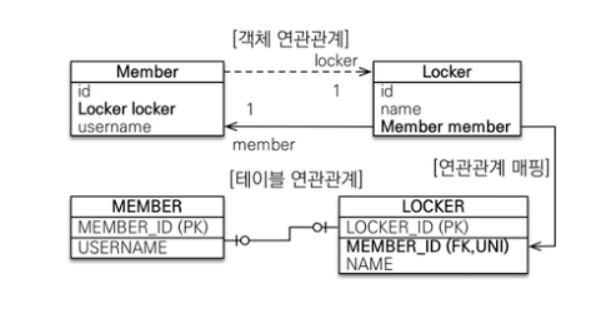 [객체 연관관계]
locker
Member
Locker
id
Locker locker
username
1
1
id
name
Member member
member
[연관관계 매핑]
[테이블 연관관계]
MEMBER
MEMBER_ID (PK)
USERNAME
LOCKER
LOCKER_ID (PK)
MEMBER_ID (FK,UNI)
NAME